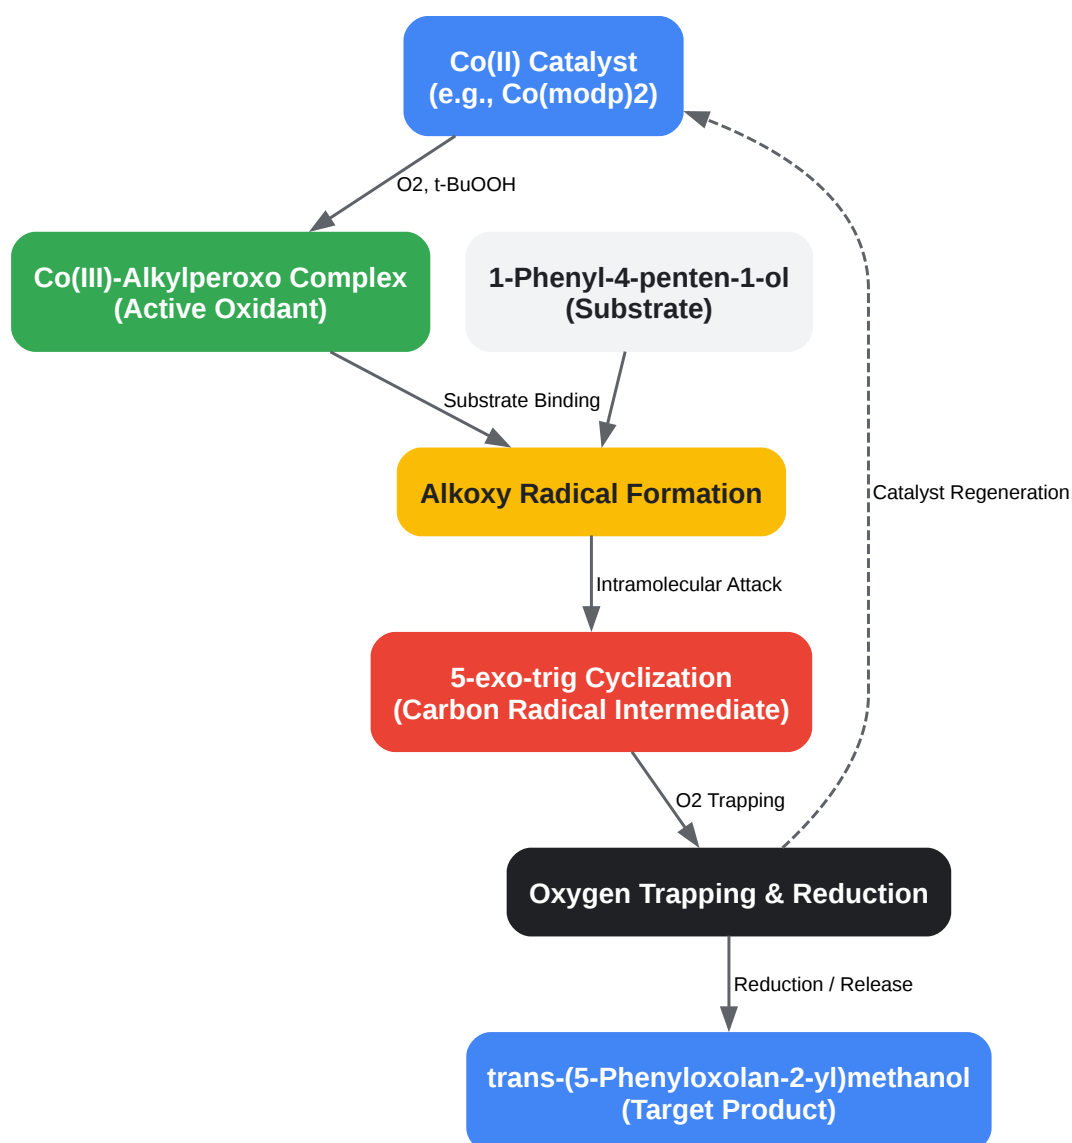 Co(II) Catalyst
(e.g., Co(modp)2)
O2, t-BuOOH
Co(III)-Alkylperoxo Complex
(Active Oxidant)
1-Phenyl-4-penten-1-ol
(Substrate)
Substrate Binding
Alkoxy Radical Formation
Catalyst Regeneration
Intramolecular Attack
5-exo-trig Cyclization
(Carbon Radical Intermediate)
O2 Trapping
Oxygen Trapping & Reduction
Reduction / Release
trans-(5-Phenyloxolan-2-yl)methanol
(Target Product)